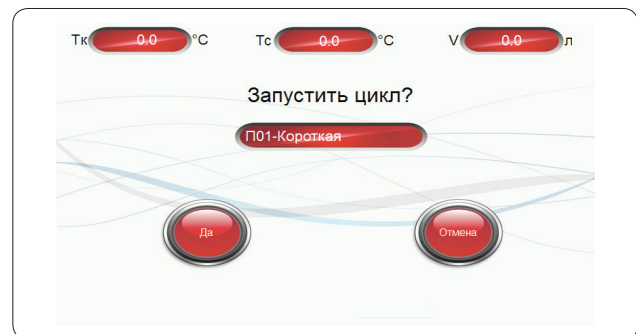 Тк 0.0 °C Тс 0.0 °C V 0.0 л
Запустить цикл?
П01-Короткая
Да Отмена